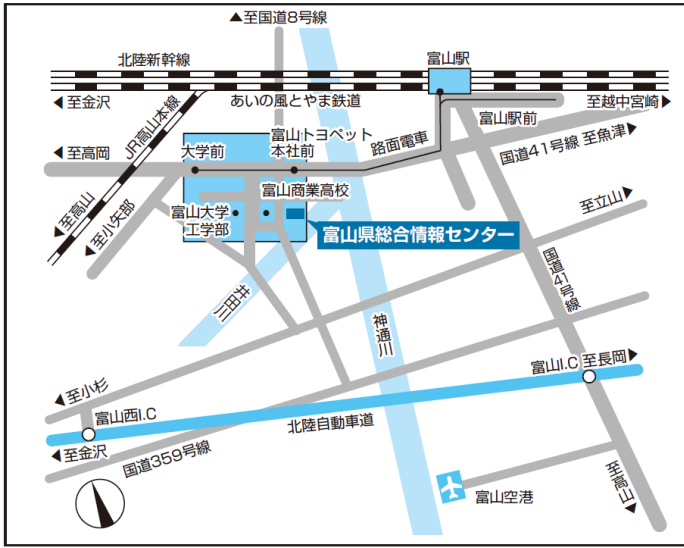 ▲至国道8号線
北陸新幹線
富山駅
◀至金沢
あいの風とやま鉄道
至越中宮崎▶
JR高山本線
富山駅前
富山トヨペット
本社前
大学前
路面電車
国道41号線 至魚津▶
◀至高岡
富山商業高校
◀至高山
◀至小矢部
富山大学
工学部
富山県総合情報センター
至立山▶
国道41号線
井田川
神通川
富山I.C 至長岡▶
◀至小杉
富山西I.C
北陸自動車道
◀至金沢
国道359号線
富山空港
至高山▶